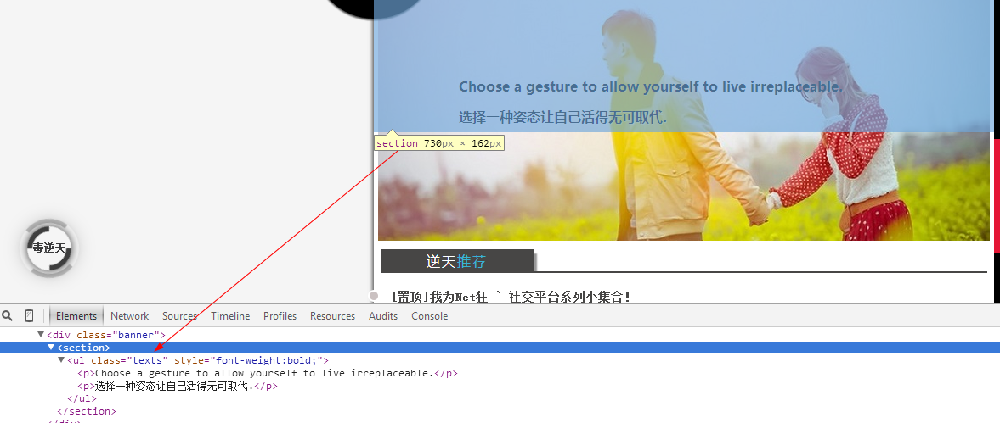 Choose a gesture to allow yourself to live irreplaceable.
选择一种姿态让自己活得无可取代.
section 730px × 162px
毒逆天
逆天推荐
[置顶]我为Net狂 ~ 社交平台系列小集合!
Elements Network Sources Timeline Profiles Resources Audits Console
<div class="banner">
<section>
<ul class="texts" style="font-weight:bold;">
<p>Choose a gesture to allow yourself to live irreplaceable.</p>
<p>选择一种姿态让自己活得无可取代.</p>
</ul>
</section>
</div>